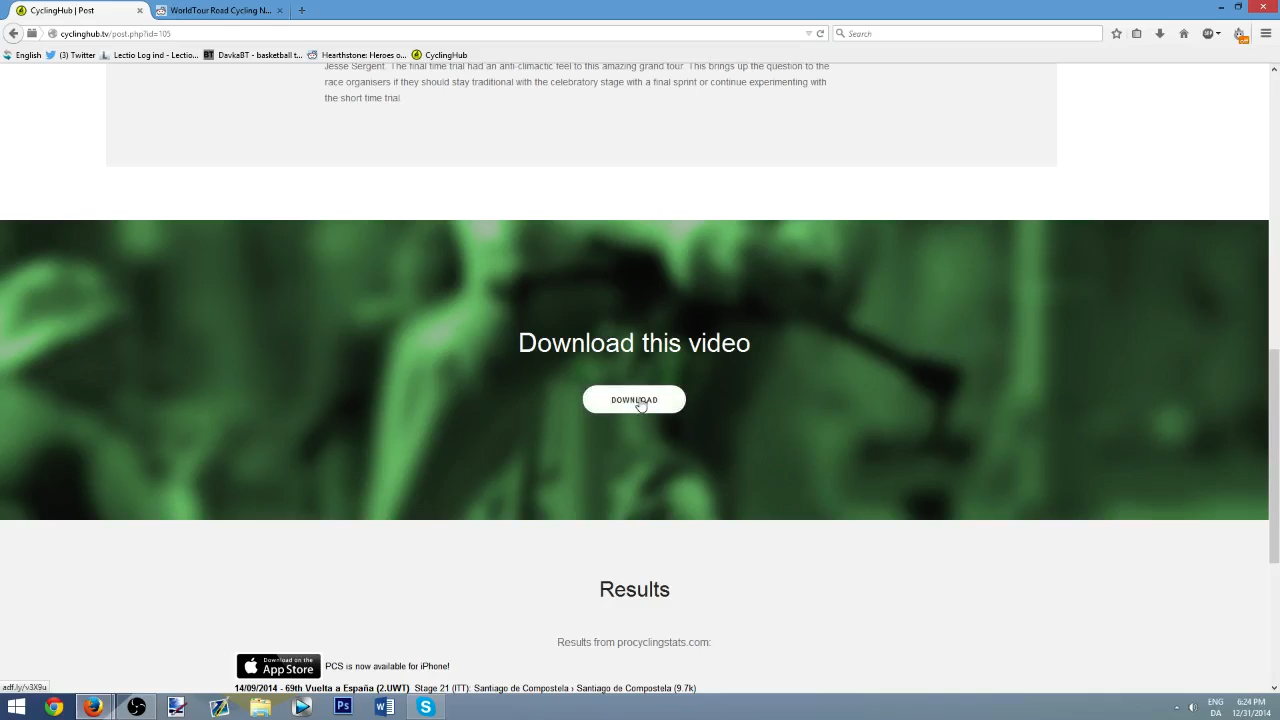 CyclingHub | Post
WorldTour Road Cycling N...
cyclinghub.tv/post.php?id=105
Search
English
(3) Twitter
Lectio Log ind - Lectio...
DavkaBT - basketball t...
Hearthstone: Heroes o...
CyclingHub
Jesse Sergent. The final time trial had an anti-climactic feel to this amazing grand tour. This brings up the question to the
race organisers if they should stay traditional with the celebratory stage with a final sprint or continue experimenting with
the short time trial.
Download this video
DOWNLOAD
Results
Results from procyclingstats.com:
Download on the
App Store
PCS is now available for iPhone!
14/09/2014 - 69th Vuelta a España (2.UWT) Stage 21 (ITT): Santiago de Compostela › Santiago de Compostela (9.7k)
adf.ly/v3X9u
ENG
DA
6:24 PM
12/31/2014